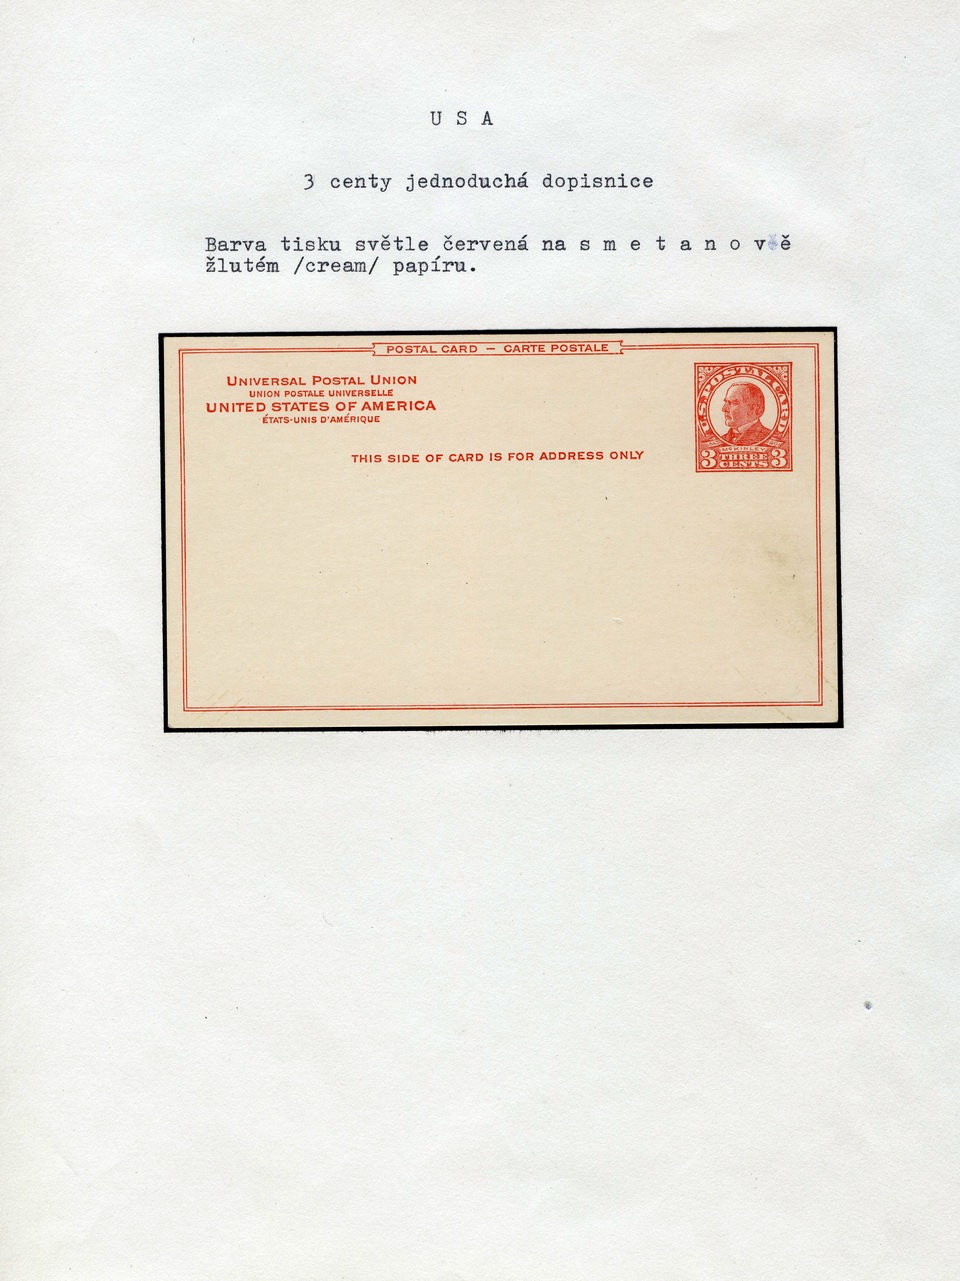 U S A
3 centy jednoduchá dopisnice
Barva tisku světle červená na s m e t a n o v ě
žlutém /cream/ papíru.
POSTAL CARD — CARTE POSTALE
UNIVERSAL POSTAL UNION
UNION POSTALE UNIVERSELLE
UNITED STATES OF AMERICA
ÉTATS-UNIS D'AMÉRIQUE
THIS SIDE OF CARD IS FOR ADDRESS ONLY
U.S. POSTAL CARD
McKINLEY
3 THREE CENTS 3